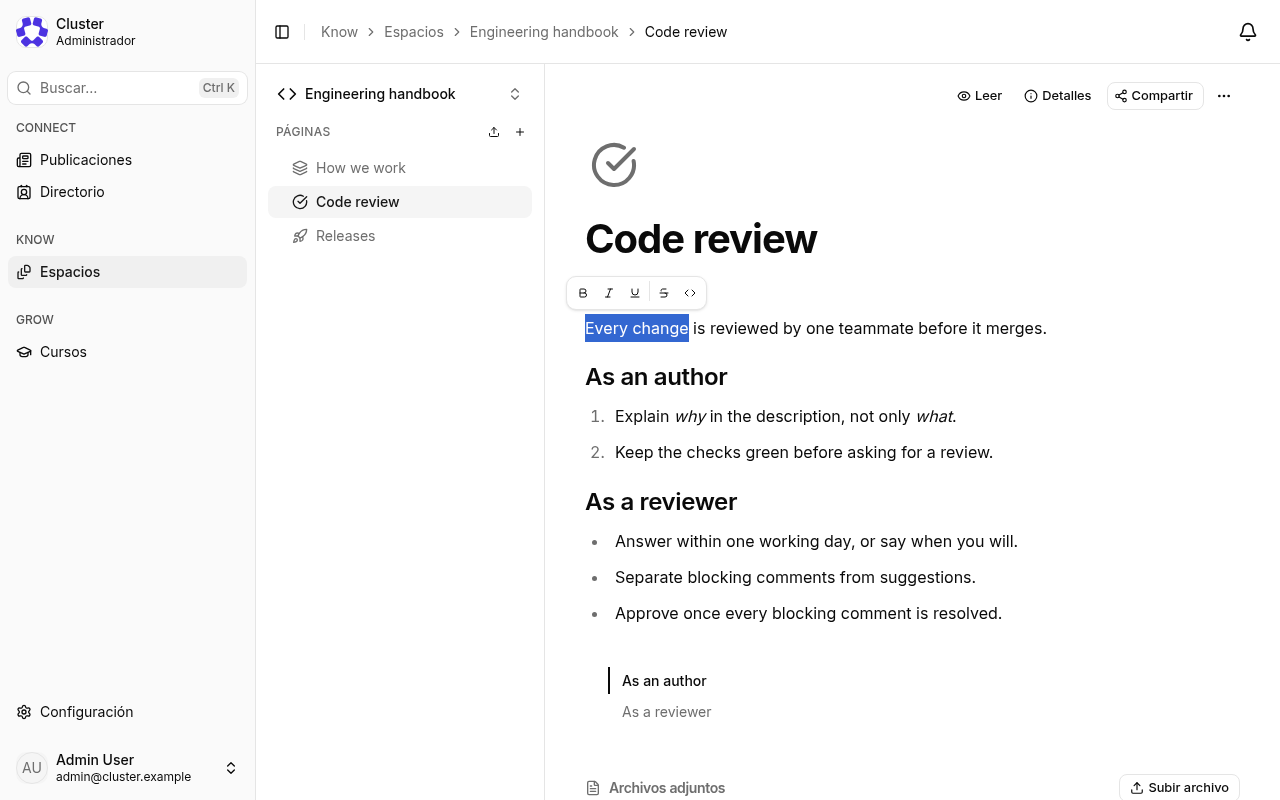 Cluster
Administrador
Buscar...
Ctrl K
CONNECT
Publicaciones
Directorio
KNOW
Espacios
GROW
Cursos
Configuración
AU
Admin User
admin@cluster.example
Know
Espacios
Engineering handbook
Code review
Engineering handbook
PÁGINAS
How we work
Code review
Releases
Leer
Detalles
Compartir
Code review
B I U S <>
Every change is reviewed by one teammate before it merges.
As an author
1. Explain why in the description, not only what.
2. Keep the checks green before asking for a review.
As a reviewer
• Answer within one working day, or say when you will.
• Separate blocking comments from suggestions.
• Approve once every blocking comment is resolved.
As an author
As a reviewer
Archivos adjuntos
Subir archivo